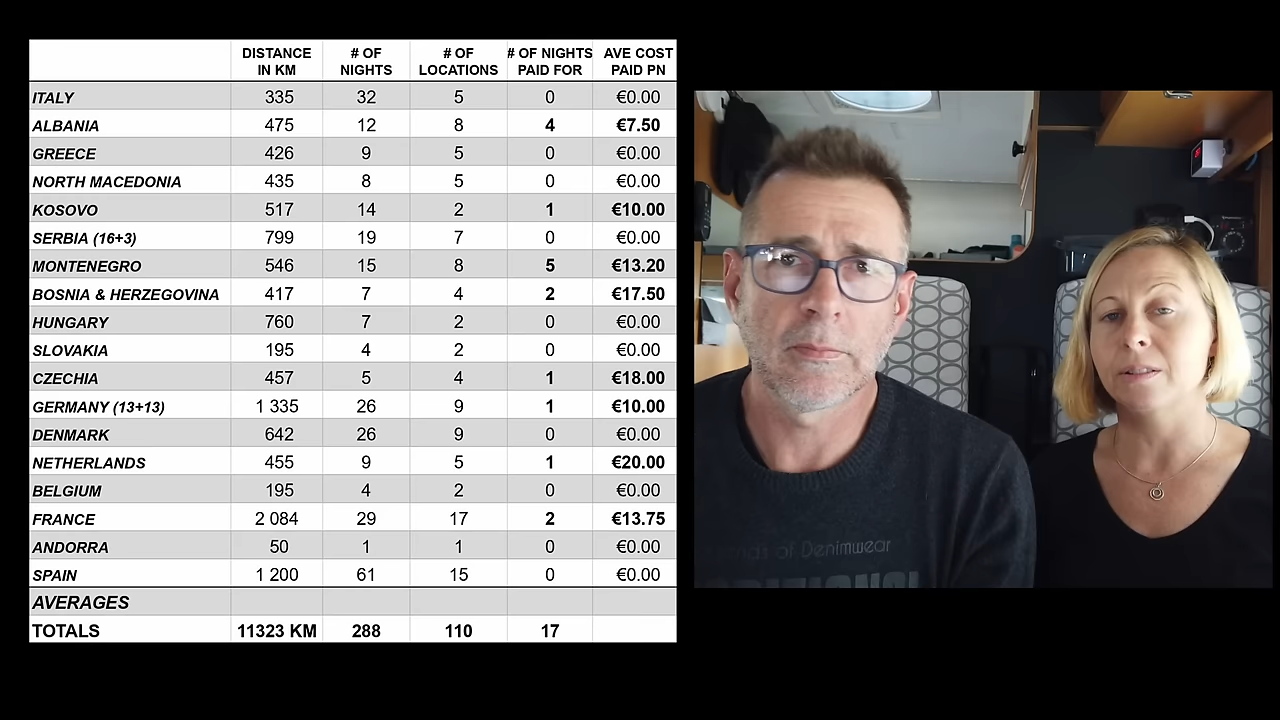 DISTANCE IN KM # OF NIGHTS # OF LOCATIONS # OF NIGHTS PAID FOR AVE COST PAID PN
ITALY 335 32 5 0 €0.00
ALBANIA 475 12 8 4 €7.50
GREECE 426 9 5 0 €0.00
NORTH MACEDONIA 435 8 5 0 €0.00
KOSOVO 517 14 2 1 €10.00
SERBIA (16+3) 799 19 7 0 €0.00
MONTENEGRO 546 15 8 5 €13.20
BOSNIA & HERZEGOVINA 417 7 4 2 €17.50
HUNGARY 760 7 2 0 €0.00
SLOVAKIA 195 4 2 0 €0.00
CZECHIA 457 5 4 1 €18.00
GERMANY (13+13) 1 335 26 9 1 €10.00
DENMARK 642 26 9 0 €0.00
NETHERLANDS 455 9 5 1 €20.00
BELGIUM 195 4 2 0 €0.00
FRANCE 2 084 29 17 2 €13.75
ANDORRA 50 1 1 0 €0.00
SPAIN 1 200 61 15 0 €0.00
AVERAGES
TOTALS 11323 KM 288 110 17
of Denimwear